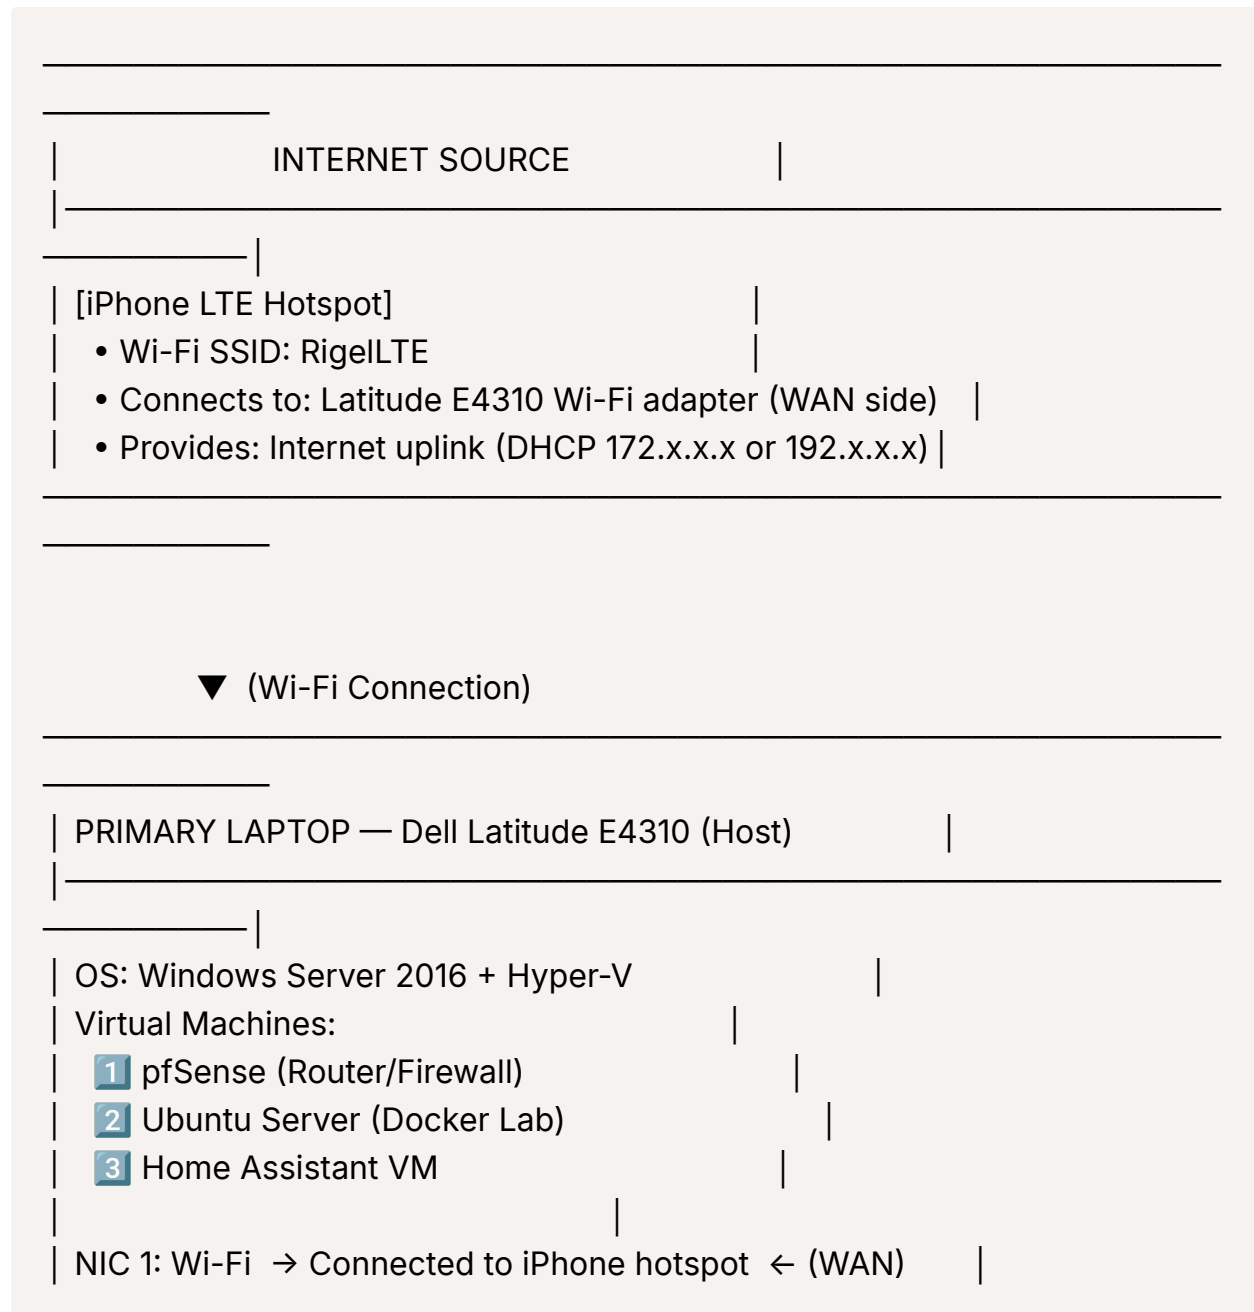 INTERNET SOURCE
[iPhone LTE Hotspot]
• Wi-Fi SSID: RigelLTE
• Connects to: Latitude E4310 Wi-Fi adapter (WAN side)
• Provides: Internet uplink (DHCP 172.x.x.x or 192.x.x.x)
▼ (Wi-Fi Connection)
PRIMARY LAPTOP — Dell Latitude E4310 (Host)
OS: Windows Server 2016 + Hyper-V
Virtual Machines:
1️⃣ pfSense (Router/Firewall)
2️⃣ Ubuntu Server (Docker Lab)
3️⃣ Home Assistant VM
NIC 1: Wi-Fi → Connected to iPhone hotspot ← (WAN)